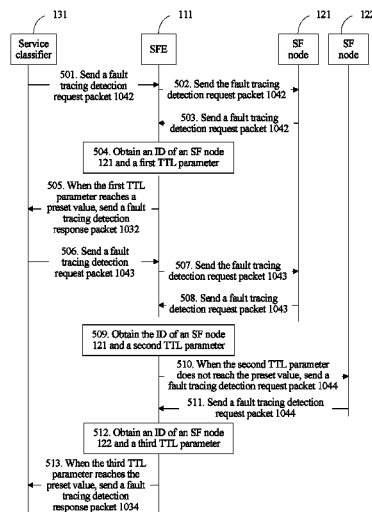 131
111
121
122
Service
classifier
SFE
SF
node
SF
node
501. Send a fault
tracing detection
request packet 1042
502. Send the fault tracing
detection request packet 1042
503. Send a fault tracing
detection request packet 1042
504. Obtain an ID of an SF node
121 and a first TTL parameter
505. When the first TTL
parameter reaches a
preset value, send a fault
tracing detection
response packet 1032
506. Send a fault
tracing detection
request packet 1043
507. Send the fault tracing
detection request packet 1043
508. Send a fault tracing
detection request packet 1043
509. Obtain the ID of an SF node
121 and a second TTL parameter
510. When the second TTL parameter
does not reach the preset value, send a
fault tracing detection request packet 1044
511. Send a fault tracing detection
request packet 1044
512. Obtain an ID of an SF node
122 and a third TTL parameter
513. When the third TTL
parameter reaches the
preset value, send a
fault tracing detection
response packet 1034